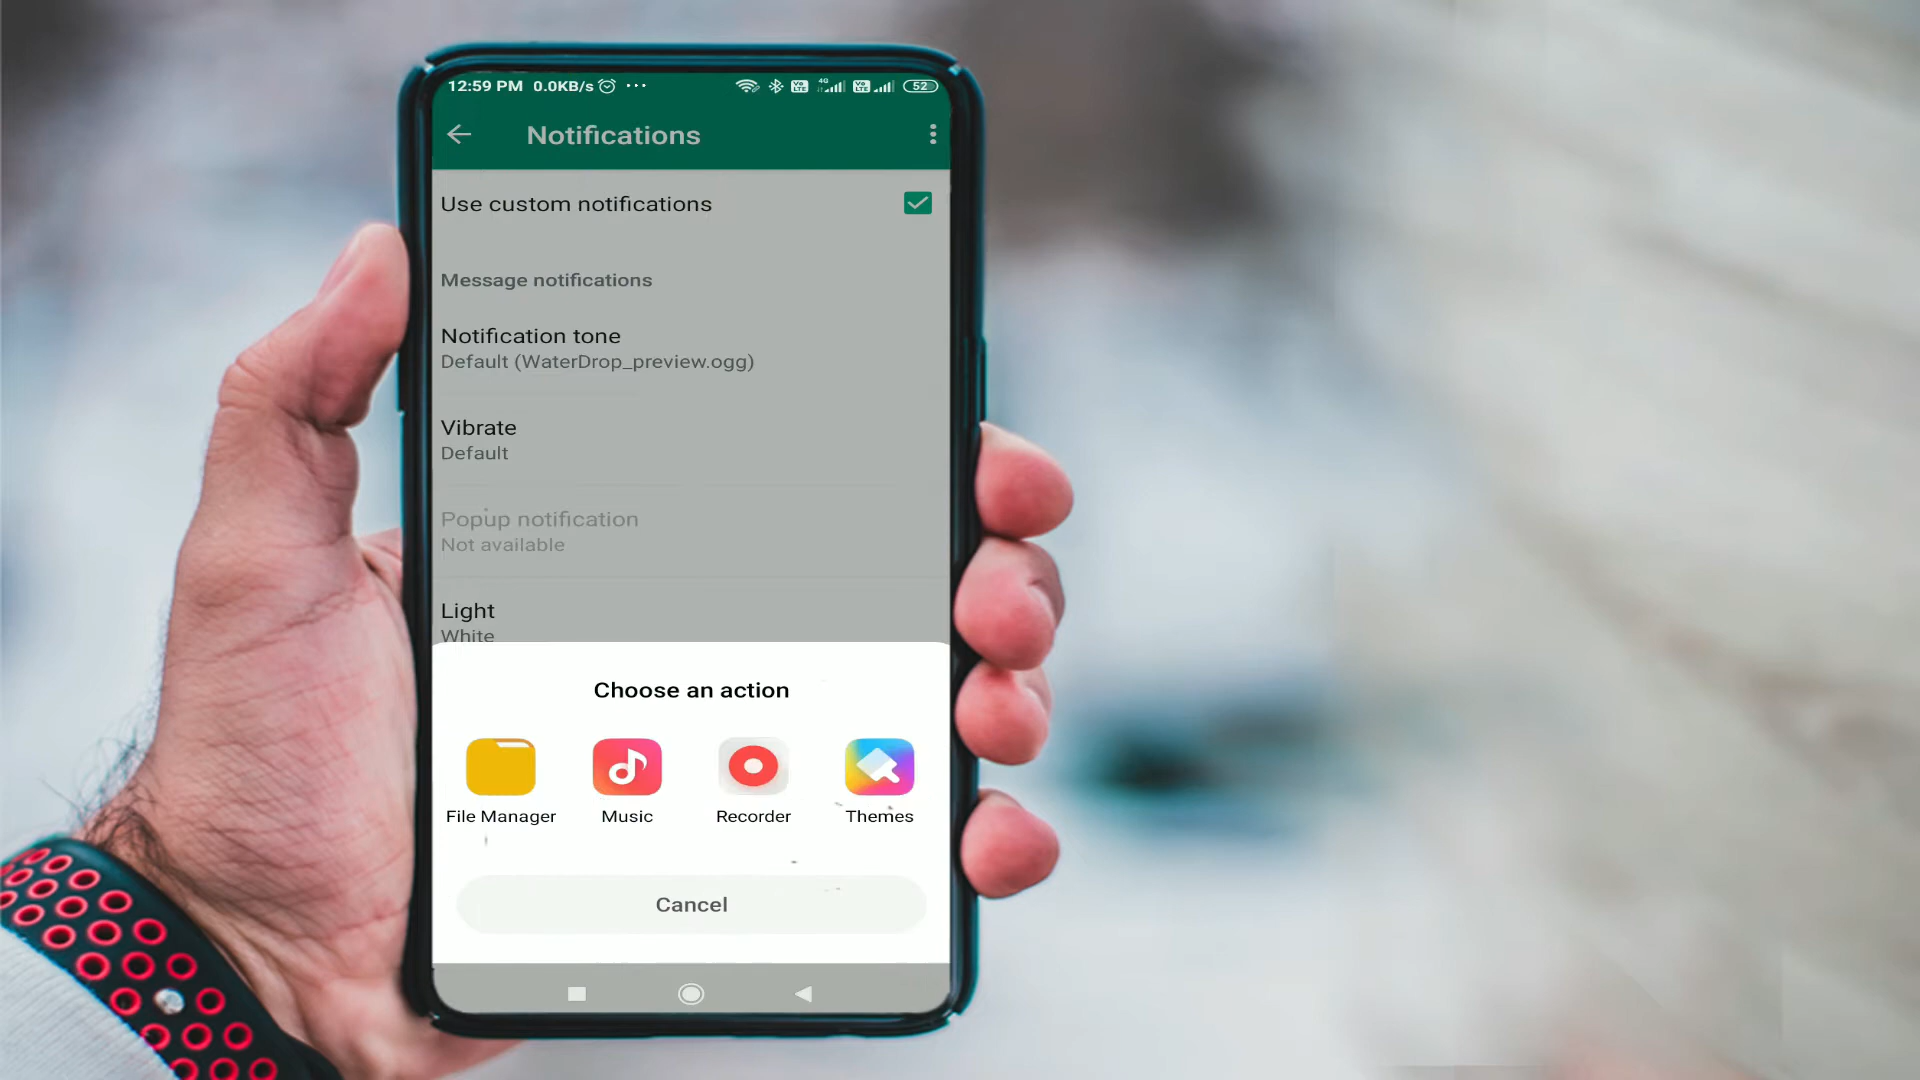 12:59 PM 0.0KB/s ··· 4G 52
Notifications
Use custom notifications
Message notifications
Notification tone
Default (WaterDrop_preview.ogg)
Vibrate
Default
Popup notification
Not available
Light
White
Choose an action
File Manager Music Recorder Themes
Cancel